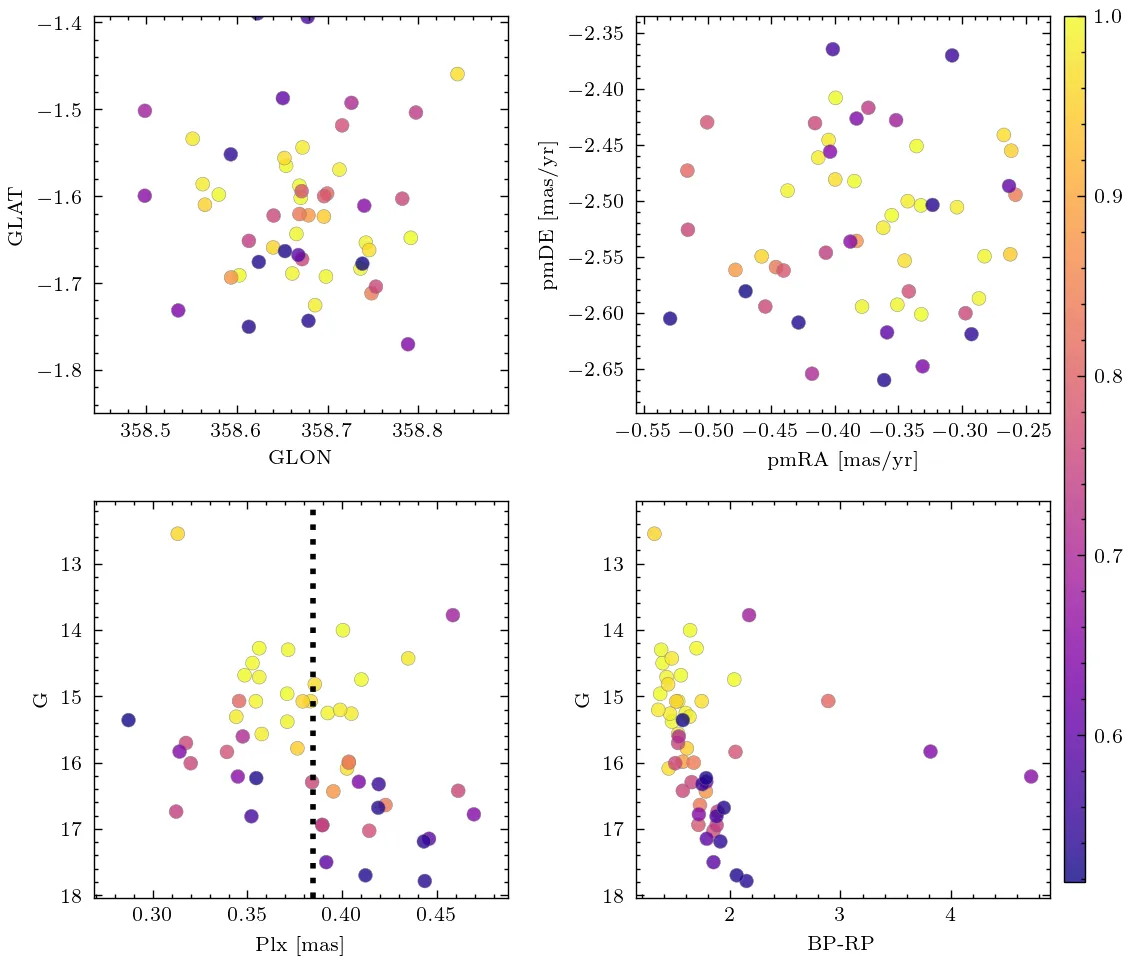 −1.4
−1.5
−1.6
−1.7
−1.8
GLAT
358.5 358.6 358.7 358.8
GLON
−2.35
−2.40
−2.45
−2.50
−2.55
−2.60
−2.65
pmDE [mas/yr]
−0.55 −0.50 −0.45 −0.40 −0.35 −0.30 −0.25
pmRA [mas/yr]
13
14
15
16
17
18
G
0.30 0.35 0.40 0.45
Plx [mas]
13
14
15
16
17
18
G
2 3 4
BP-RP
1.0
0.9
0.8
0.7
0.6